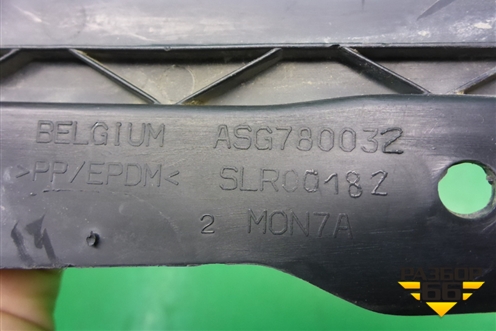 BELGIUM ASG780032
>PP/EPDM< SLR00182
2 MON7A
РАЗБОР
66